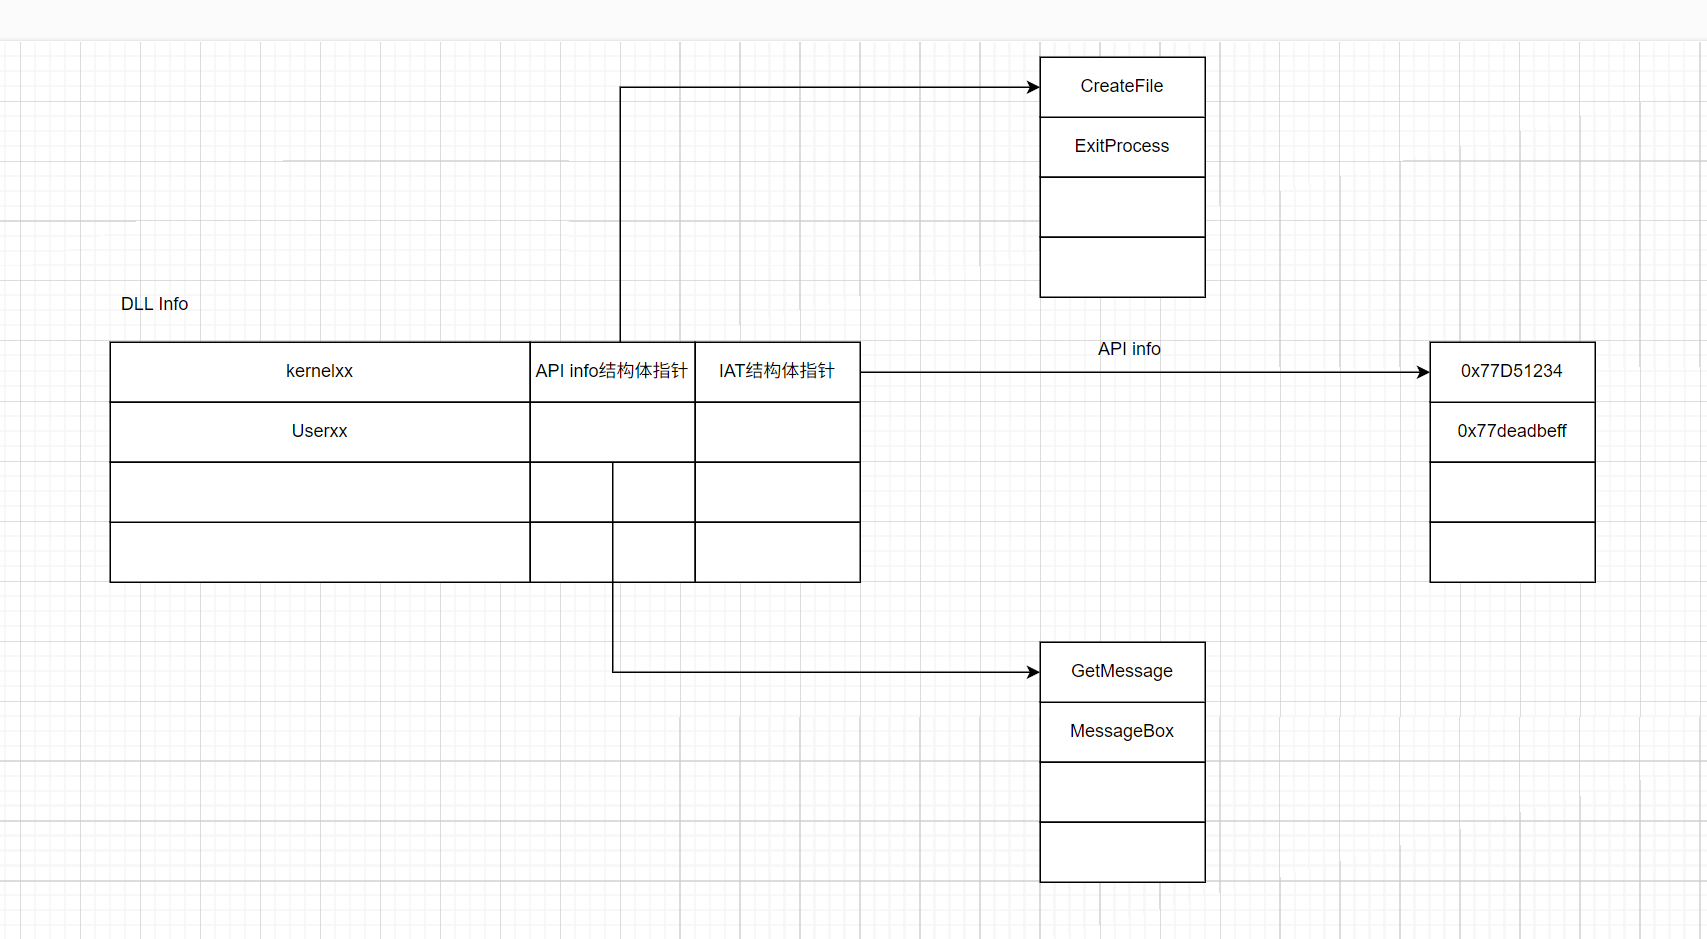 CreateFile
ExitProcess
DLL Info
API info
kernelxx
API info结构体指针
IAT结构体指针
0x77D51234
Userxx
0x77deadbeff
GetMessage
MessageBox